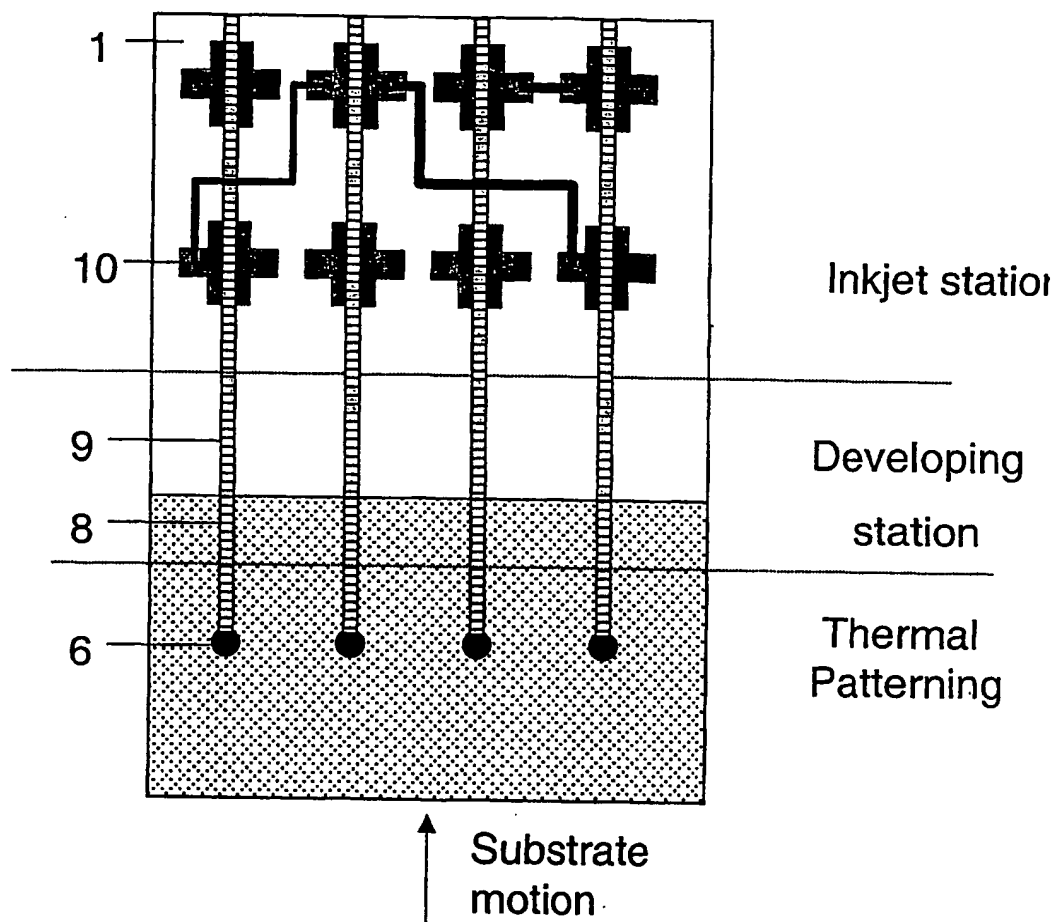 1
10
Inkjet station
9
Developing
8
station
6
Thermal
Patterning
Substrate
motion